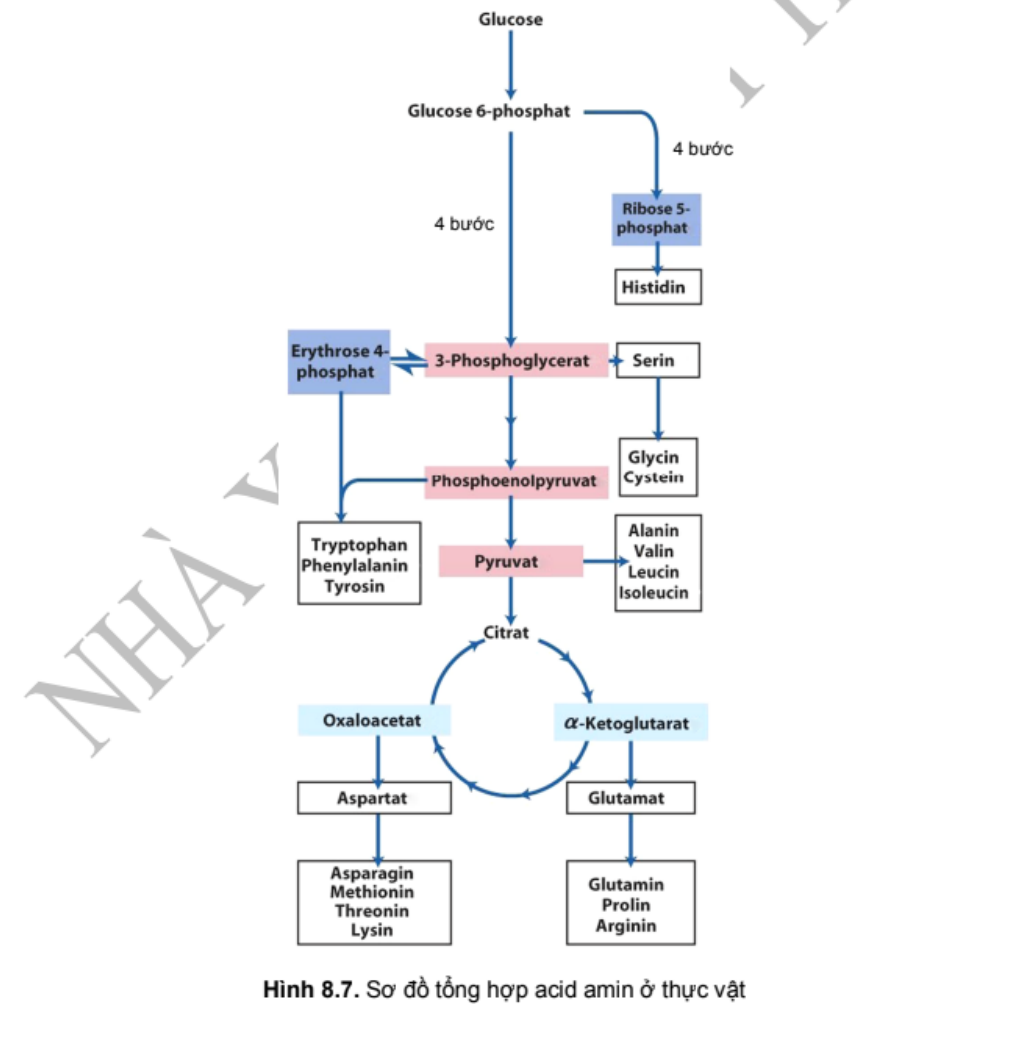 Glucose
Glucose 6-phosphat
4 bước
Ribose 5-
phosphat
4 bước
Histidin
Erythrose 4-
phosphat
3-Phosphoglycerat
Serin
Glycin
Cystein
Phosphoenolpyruvat
Tryptophan
Phenylalanin
Tyrosin
Pyruvat
Alanin
Valin
Leucin
Isoleucin
Citrat
Oxaloacetat
α-Ketoglutarat
Aspartat
Glutamat
Asparagin
Methionin
Threonin
Lysin
Glutamin
Prolin
Arginin
NHÀ
Hình 8.7. Sơ đồ tổng hợp acid amin ở thực vật